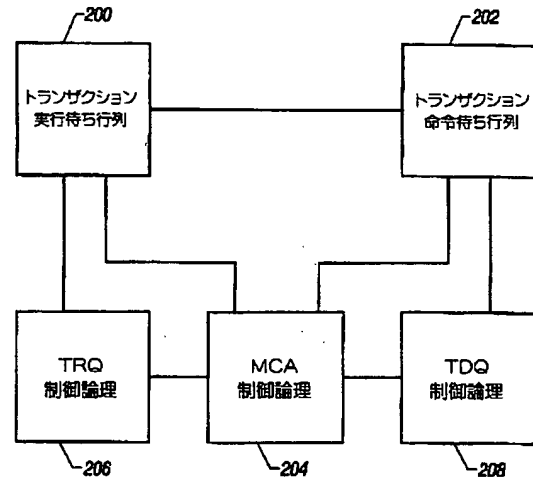 200
202
トランザクション
実行待ち行列
トランザクション
命令待ち行列
TRQ
制御論理
MCA
制御論理
TDQ
制御論理
206
204
208